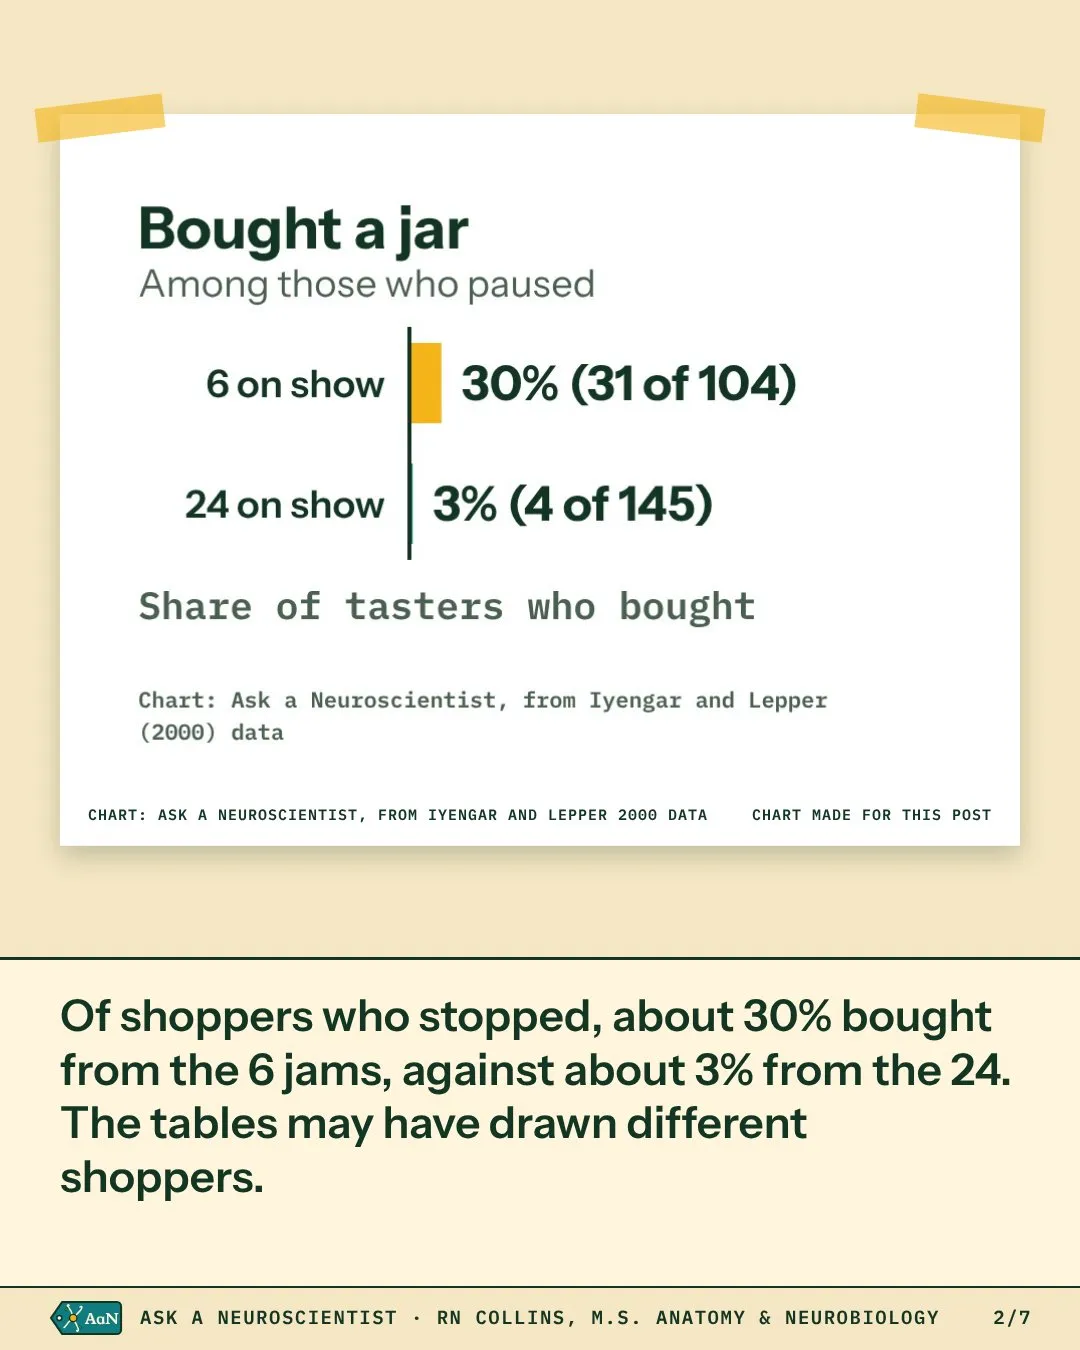 Bought a jar
Among those who paused
6 on show 30% (31 of 104)
24 on show 3% (4 of 145)
Share of tasters who bought
Chart: Ask a Neuroscientist, from Iyengar and Lepper
(2000) data
CHART: ASK A NEUROSCIENTIST, FROM IYENGAR AND LEPPER 2000 DATA CHART MADE FOR THIS POST
Of shoppers who stopped, about 30% bought
from the 6 jams, against about 3% from the 24.
The tables may have drawn different
shoppers.
AaN ASK A NEUROSCIENTIST · RN COLLINS, M.S. ANATOMY & NEUROBIOLOGY 2/7